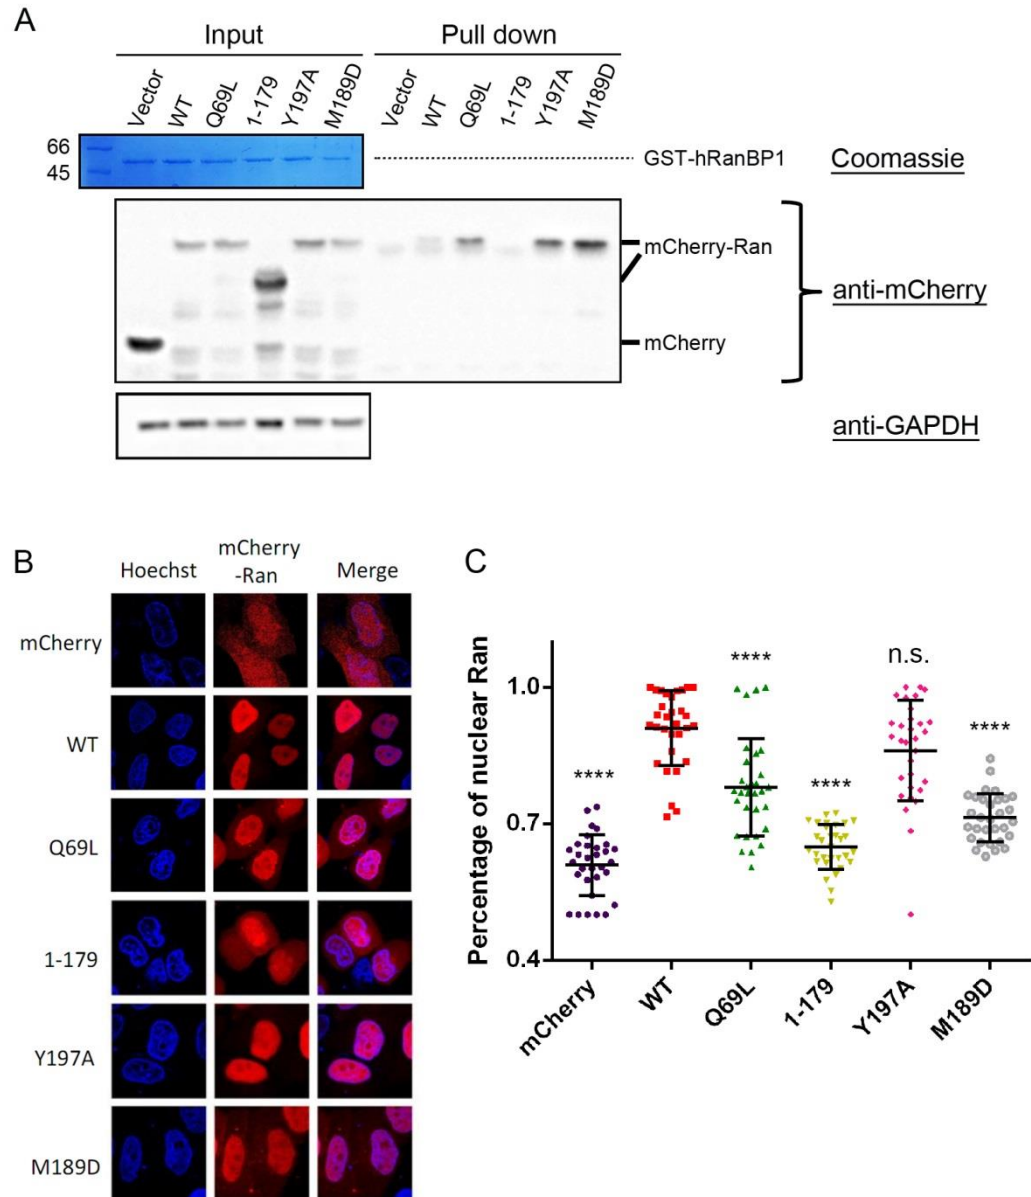 A
Input
Pull down
Vector
WT
Q69L
1-179
Y197A
M189D
Vector
WT
Q69L
1-179
Y197A
M189D
66
45
GST-hRanBP1
Coomassie
mCherry-Ran
anti-mCherry
mCherry
anti-GAPDH
B
Hoechst
mCherry
-Ran
Merge
mCherry
WT
Q69L
1-179
Y197A
M189D
C
Percentage of nuclear Ran
1.0
0.7
0.4
****
****
****
n.s.
****
mCherry
WT
Q69L
1-179
Y197A
M189D